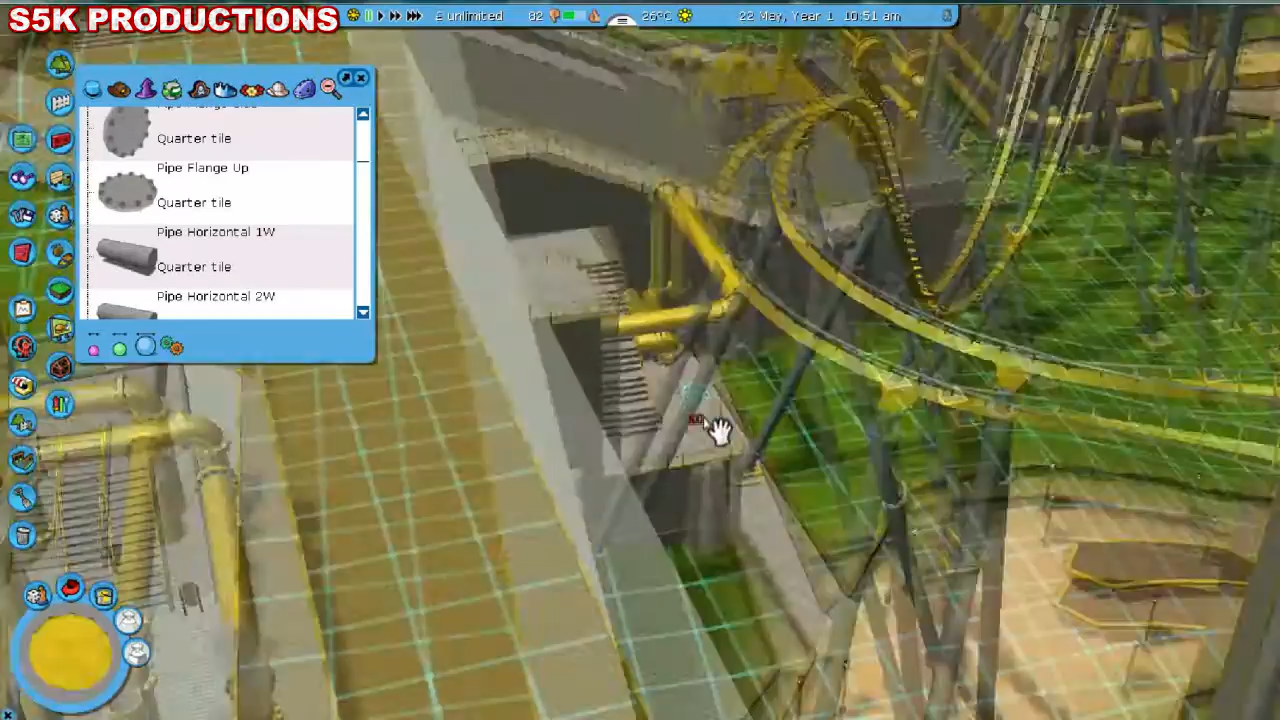 S5K PRODUCTIONS
£ unlimited 82 26°C 22 May, Year 1 10:51 am
Quarter tile
Pipe Flange Up
Quarter tile
Pipe Horizontal 1W
Quarter tile
Pipe Horizontal 2W